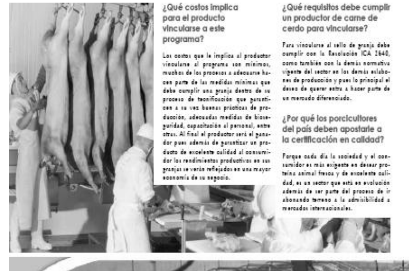 ¿Qué costos implica
para el producto
vincularse a este
programa?
Los costos que le implica al productor
vincularse al programa son mínimos,
muchos de los procesos a adecuarse ha-
cen parte de las medidas mínimas que
debe cumplir una granja dentro de su
proceso de tecnificación que garanti-
cen a su vez buenas prácticas de pro-
ducción, adecuadas medidas de biose-
guridad, capacitación al personal, entre
otras. Al final el productor será el gana-
dor pues además de garantizar un pro-
ducto de excelente calidad al consumi-
dor los rendimientos productivos en sus
granjas se verán reflejados en una mayor
economía de su negocio.
¿Qué requisitos debe cumplir
un productor de carne de
cerdo para vincularse?
Para vincularse al sello de granja debe
cumplir con la Resolución ICA 2640,
como también con la demás normativa
vigente del sector en los demás eslabo-
nes de producción y pues lo principal el
deseo de querer entra a hacer parte de
un mercado diferenciado.
¿Por qué los porcicultores
del país deben apostarle a
la certificación en calidad?
Porque cada día la sociedad y el con-
sumidor es más exigente en desear pro-
teína animal fresca y de excelente cali-
dad, es un sector que está en evolución
además de ser parte del proceso de ir
abonando terreno a la admisibilidad a
mercados internacionales.